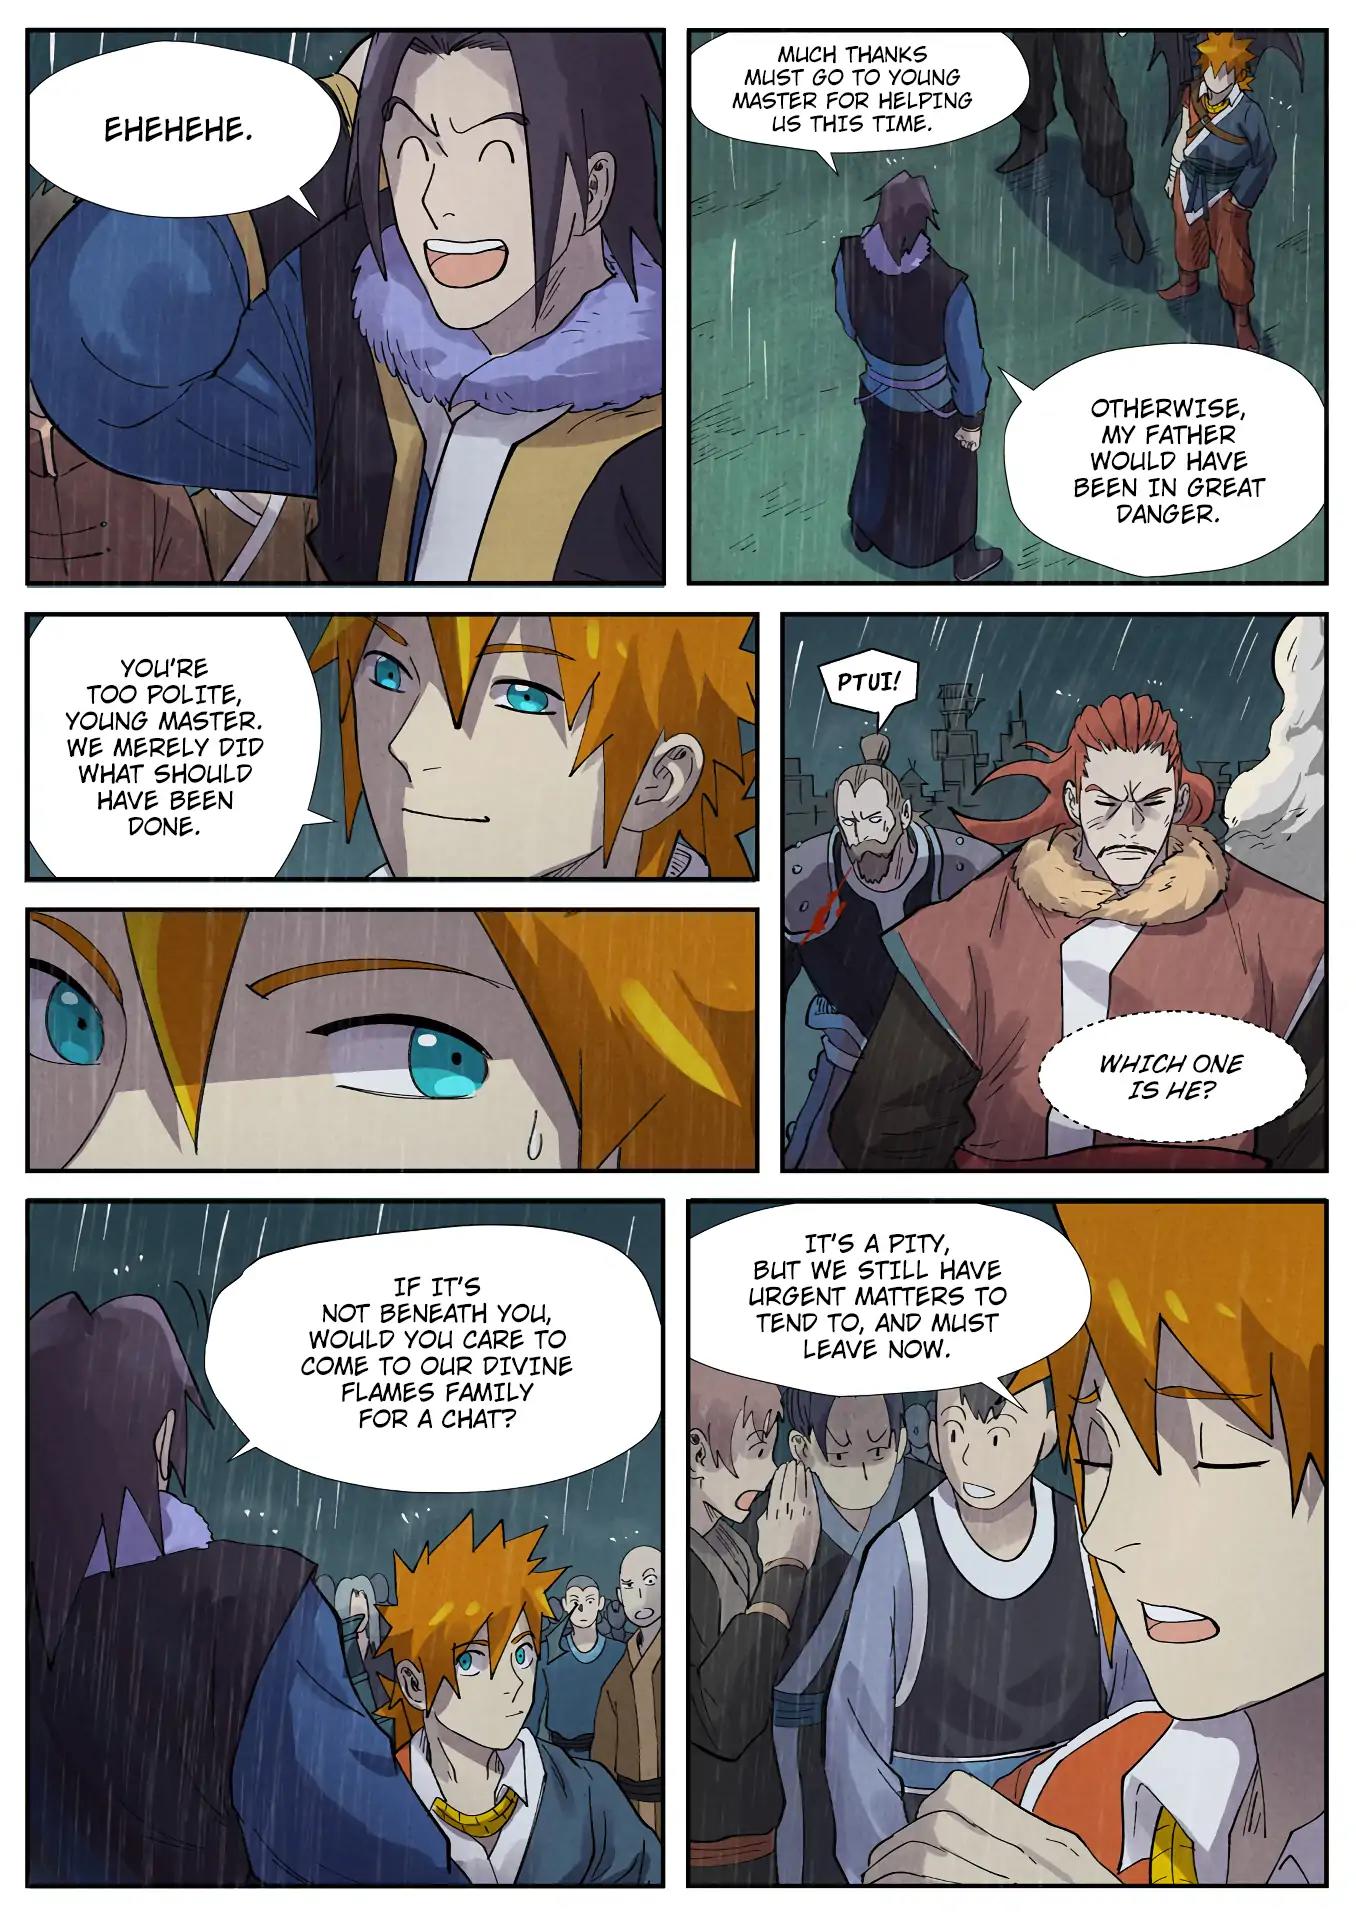 EHEHEHE.
MUCH THANKS
MUST GO TO YOUNG
MASTER FOR HELPING
US THIS TIME.
OTHERWISE,
MY FATHER
WOULD HAVE
BEEN IN GREAT
DANGER.
YOU'RE
TOO POLITE,
YOUNG MASTER.
WE MERELY DID
WHAT SHOULD
HAVE BEEN
DONE.
PTUI!
WHICH ONE
IS HE?
IF IT'S
NOT BENEATH YOU,
WOULD YOU CARE TO
COME TO OUR DIVINE
FLAMES FAMILY
FOR A CHAT?
IT'S A PITY,
BUT WE STILL HAVE
URGENT MATTERS TO
TEND TO, AND MUST
LEAVE NOW.